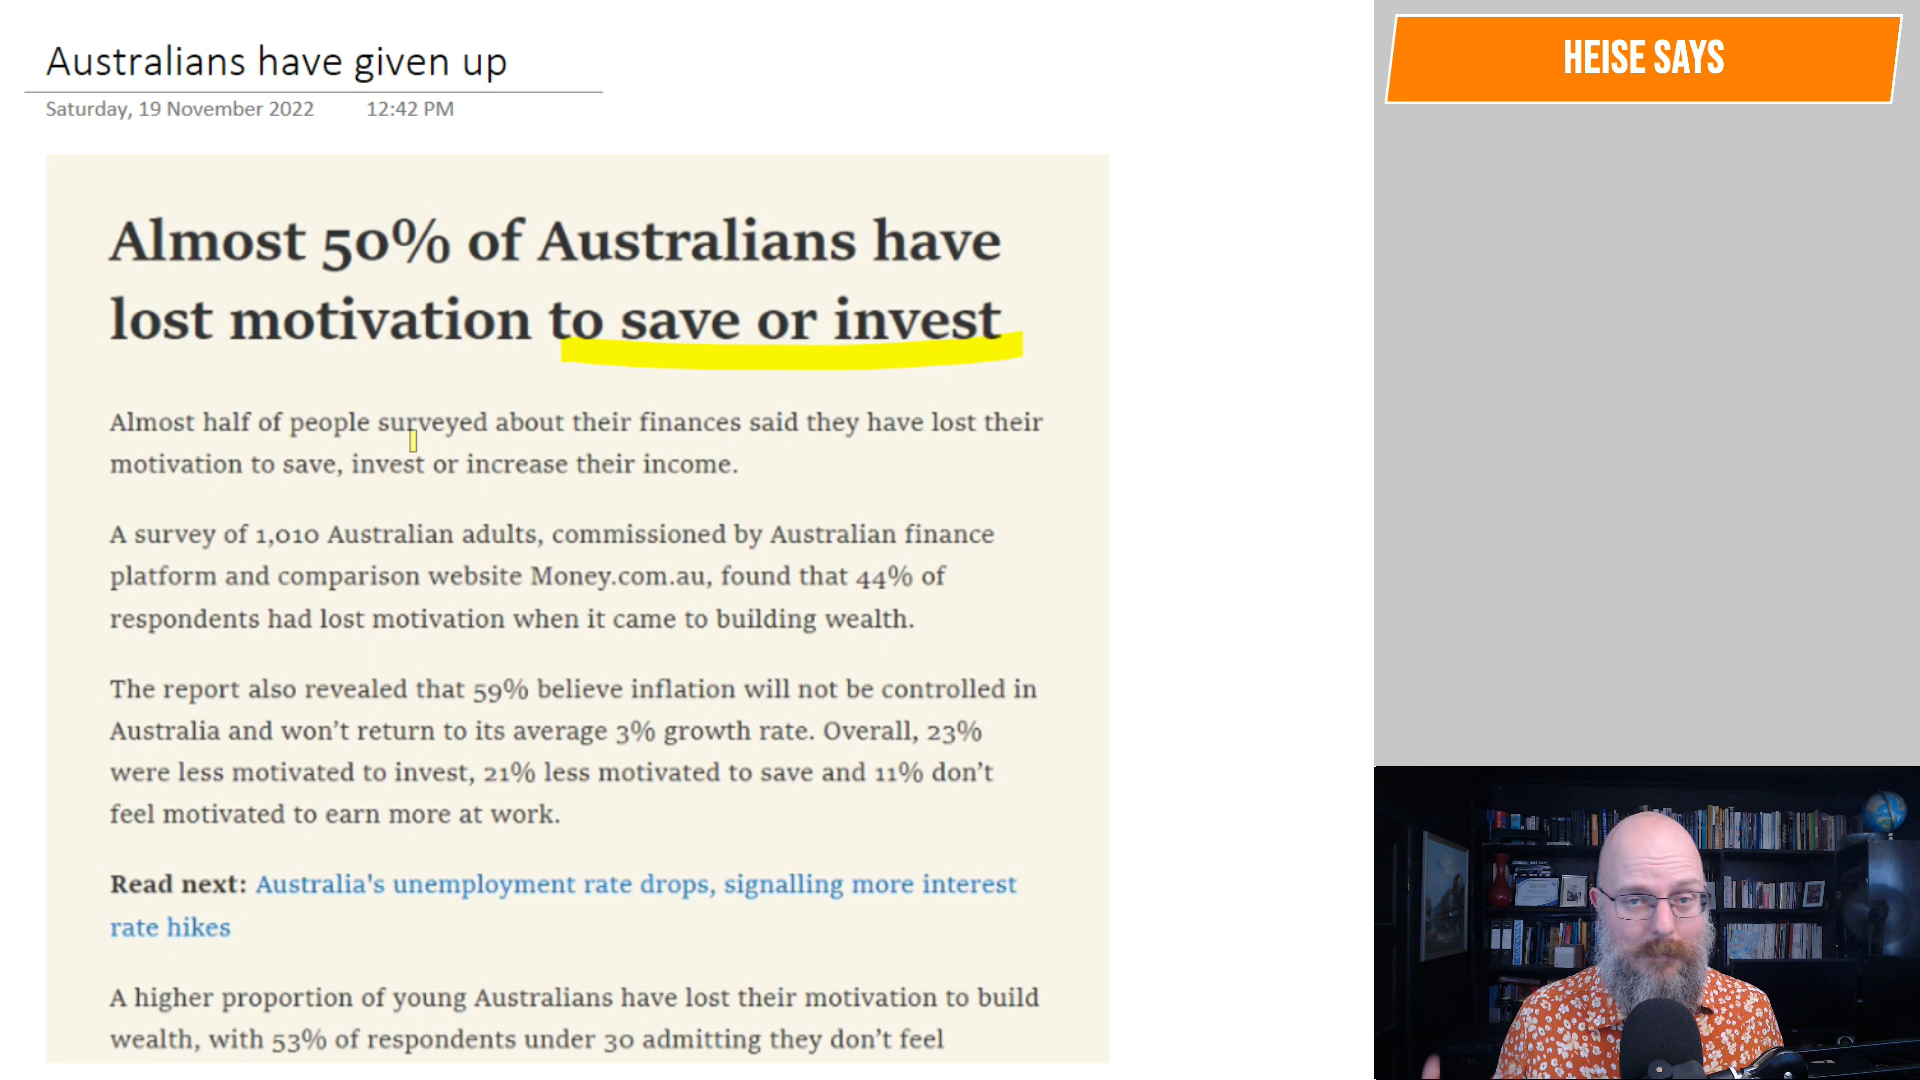 Australians have given up
Saturday, 19 November 2022 12:42 PM
HEISE SAYS
Almost 50% of Australians have
lost motivation to save or invest
Almost half of people surveyed about their finances said they have lost their
motivation to save, invest or increase their income.
A survey of 1,010 Australian adults, commissioned by Australian finance
platform and comparison website Money.com.au, found that 44% of
respondents had lost motivation when it came to building wealth.
The report also revealed that 59% believe inflation will not be controlled in
Australia and won't return to its average 3% growth rate. Overall, 23%
were less motivated to invest, 21% less motivated to save and 11% don't
feel motivated to earn more at work.
Read next: Australia's unemployment rate drops, signalling more interest
rate hikes
A higher proportion of young Australians have lost their motivation to build
wealth, with 53% of respondents under 30 admitting they don't feel